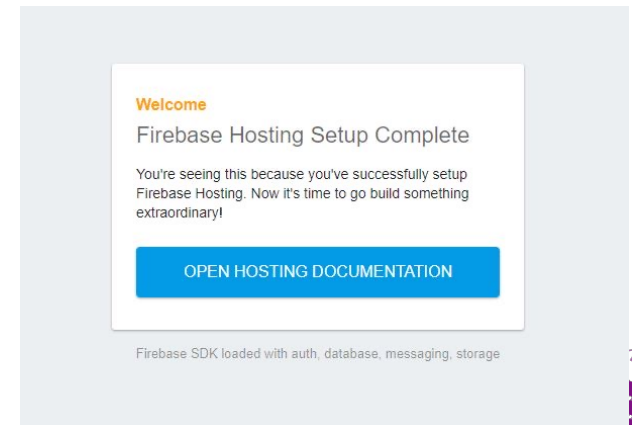 Welcome
Firebase Hosting Setup Complete
You're seeing this because you've successfully setup
Firebase Hosting. Now it's time to go build something
extraordinary!
OPEN HOSTING DOCUMENTATION
Firebase SDK loaded with auth, database, messaging, storage